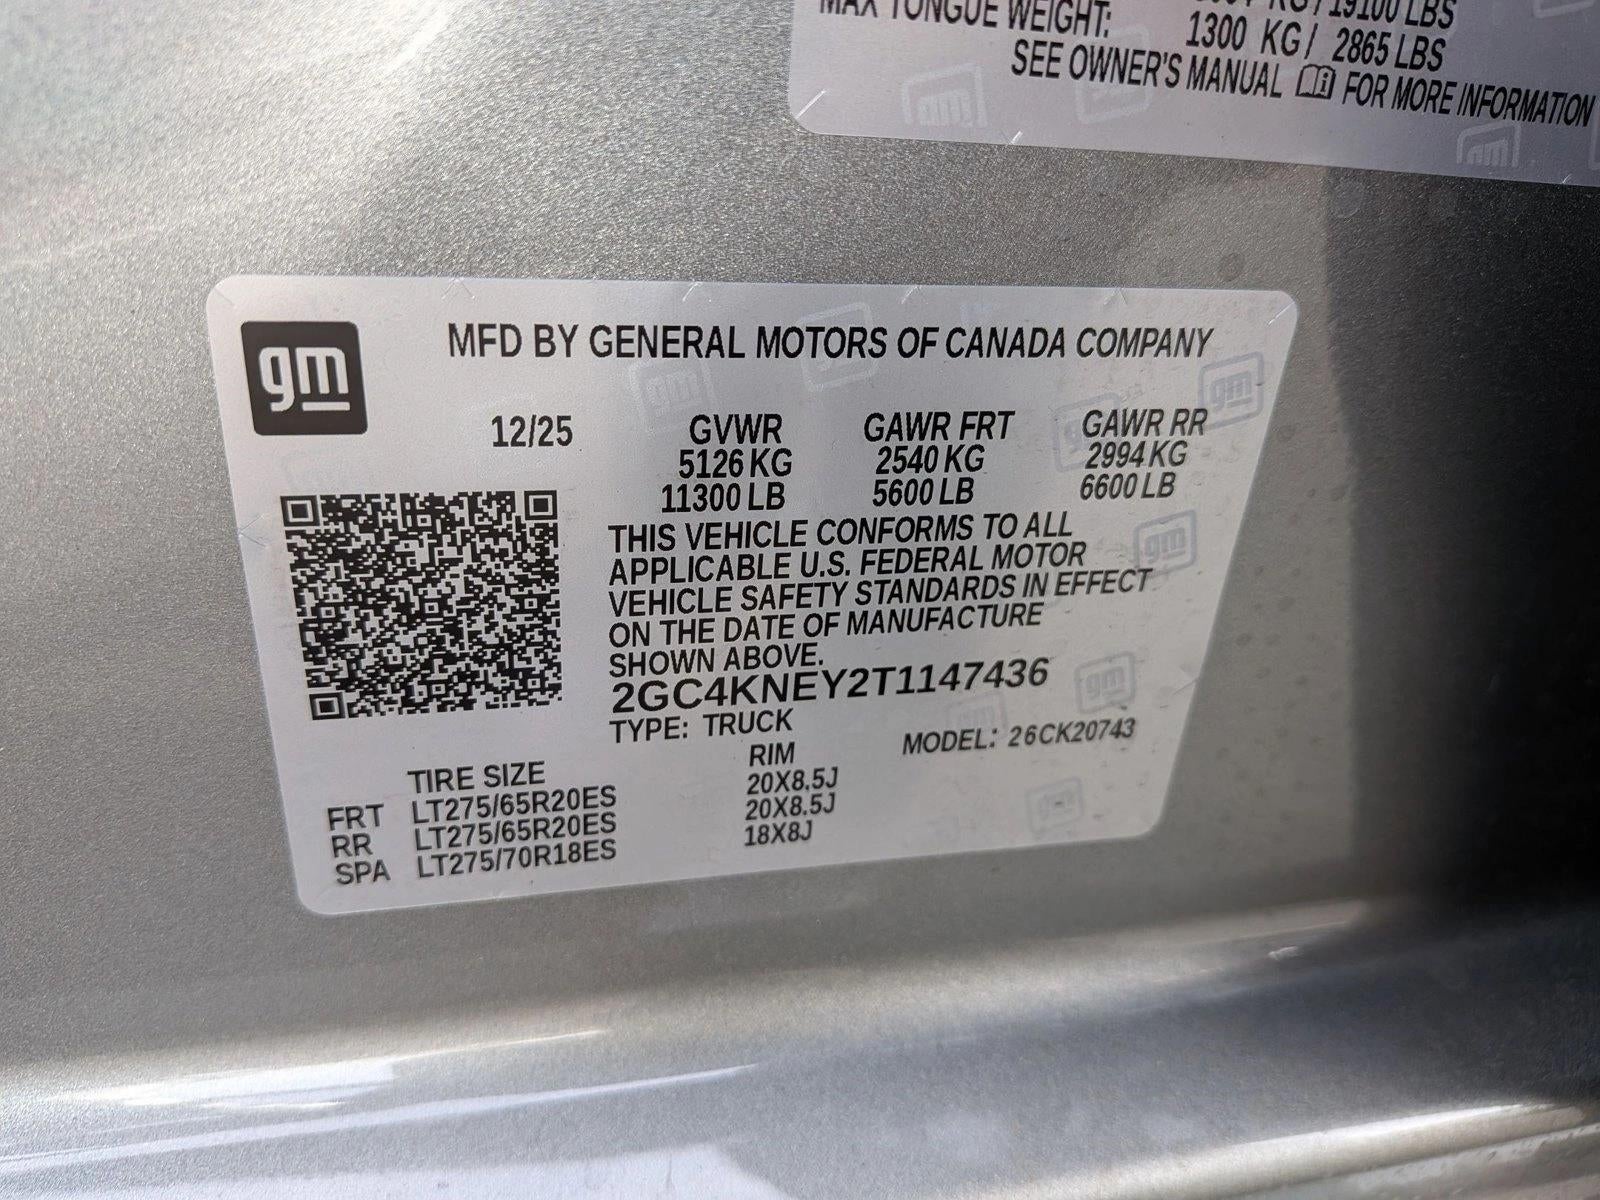 KG / 19100 LBS
MAX TONGUE WEIGHT: 1300 KG / 2865 LBS
SEE OWNER'S MANUAL FOR MORE INFORMATION
gm
MFD BY GENERAL MOTORS OF CANADA COMPANY
12/25 GVWR GAWR FRT GAWR RR
5126 KG 2540 KG 2994 KG
11300 LB 5600 LB 6600 LB
THIS VEHICLE CONFORMS TO ALL
APPLICABLE U.S. FEDERAL MOTOR
VEHICLE SAFETY STANDARDS IN EFFECT
ON THE DATE OF MANUFACTURE
SHOWN ABOVE.
2GC4KNEY2T1147436
TYPE: TRUCK MODEL: 26CK20743
TIRE SIZE RIM
FRT LT275/65R20ES 20X8.5J
RR LT275/65R20ES 20X8.5J
SPA LT275/70R18ES 18X8J